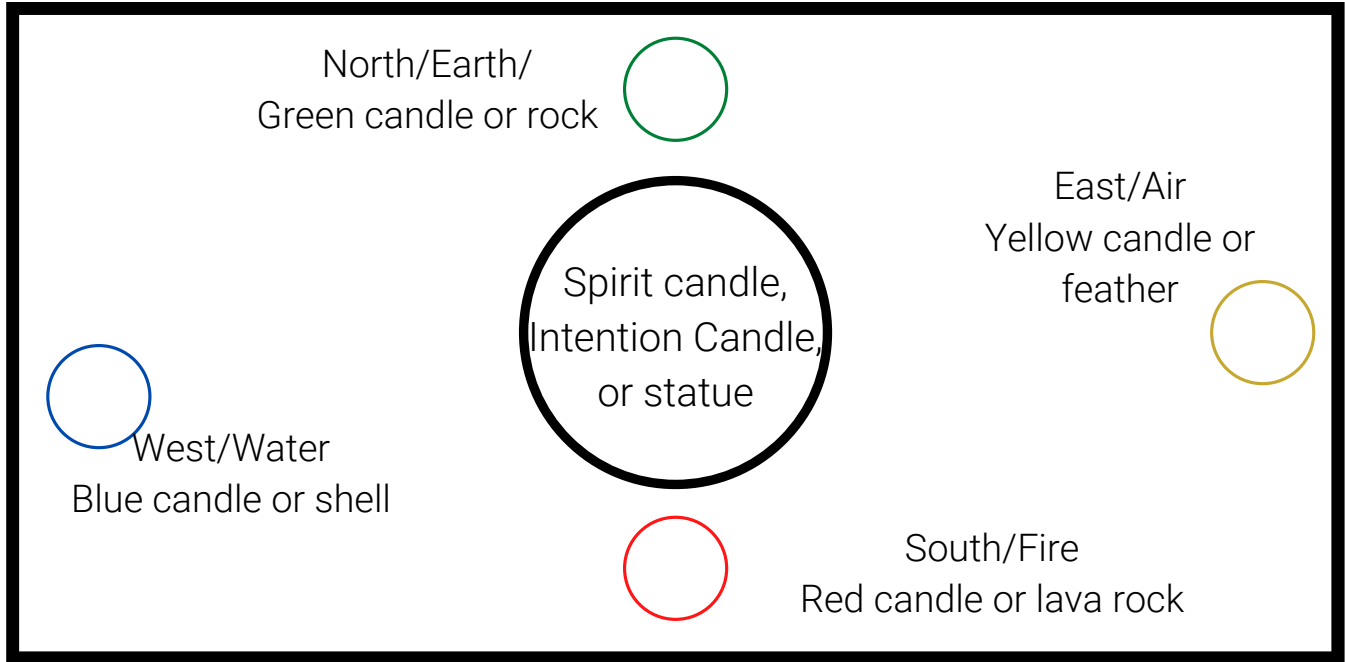 North/Earth/
Green candle or rock
East/Air
Yellow candle or
feather
Spirit candle,
Intention Candle,
or statue
West/Water
Blue candle or shell
South/Fire
Red candle or lava rock